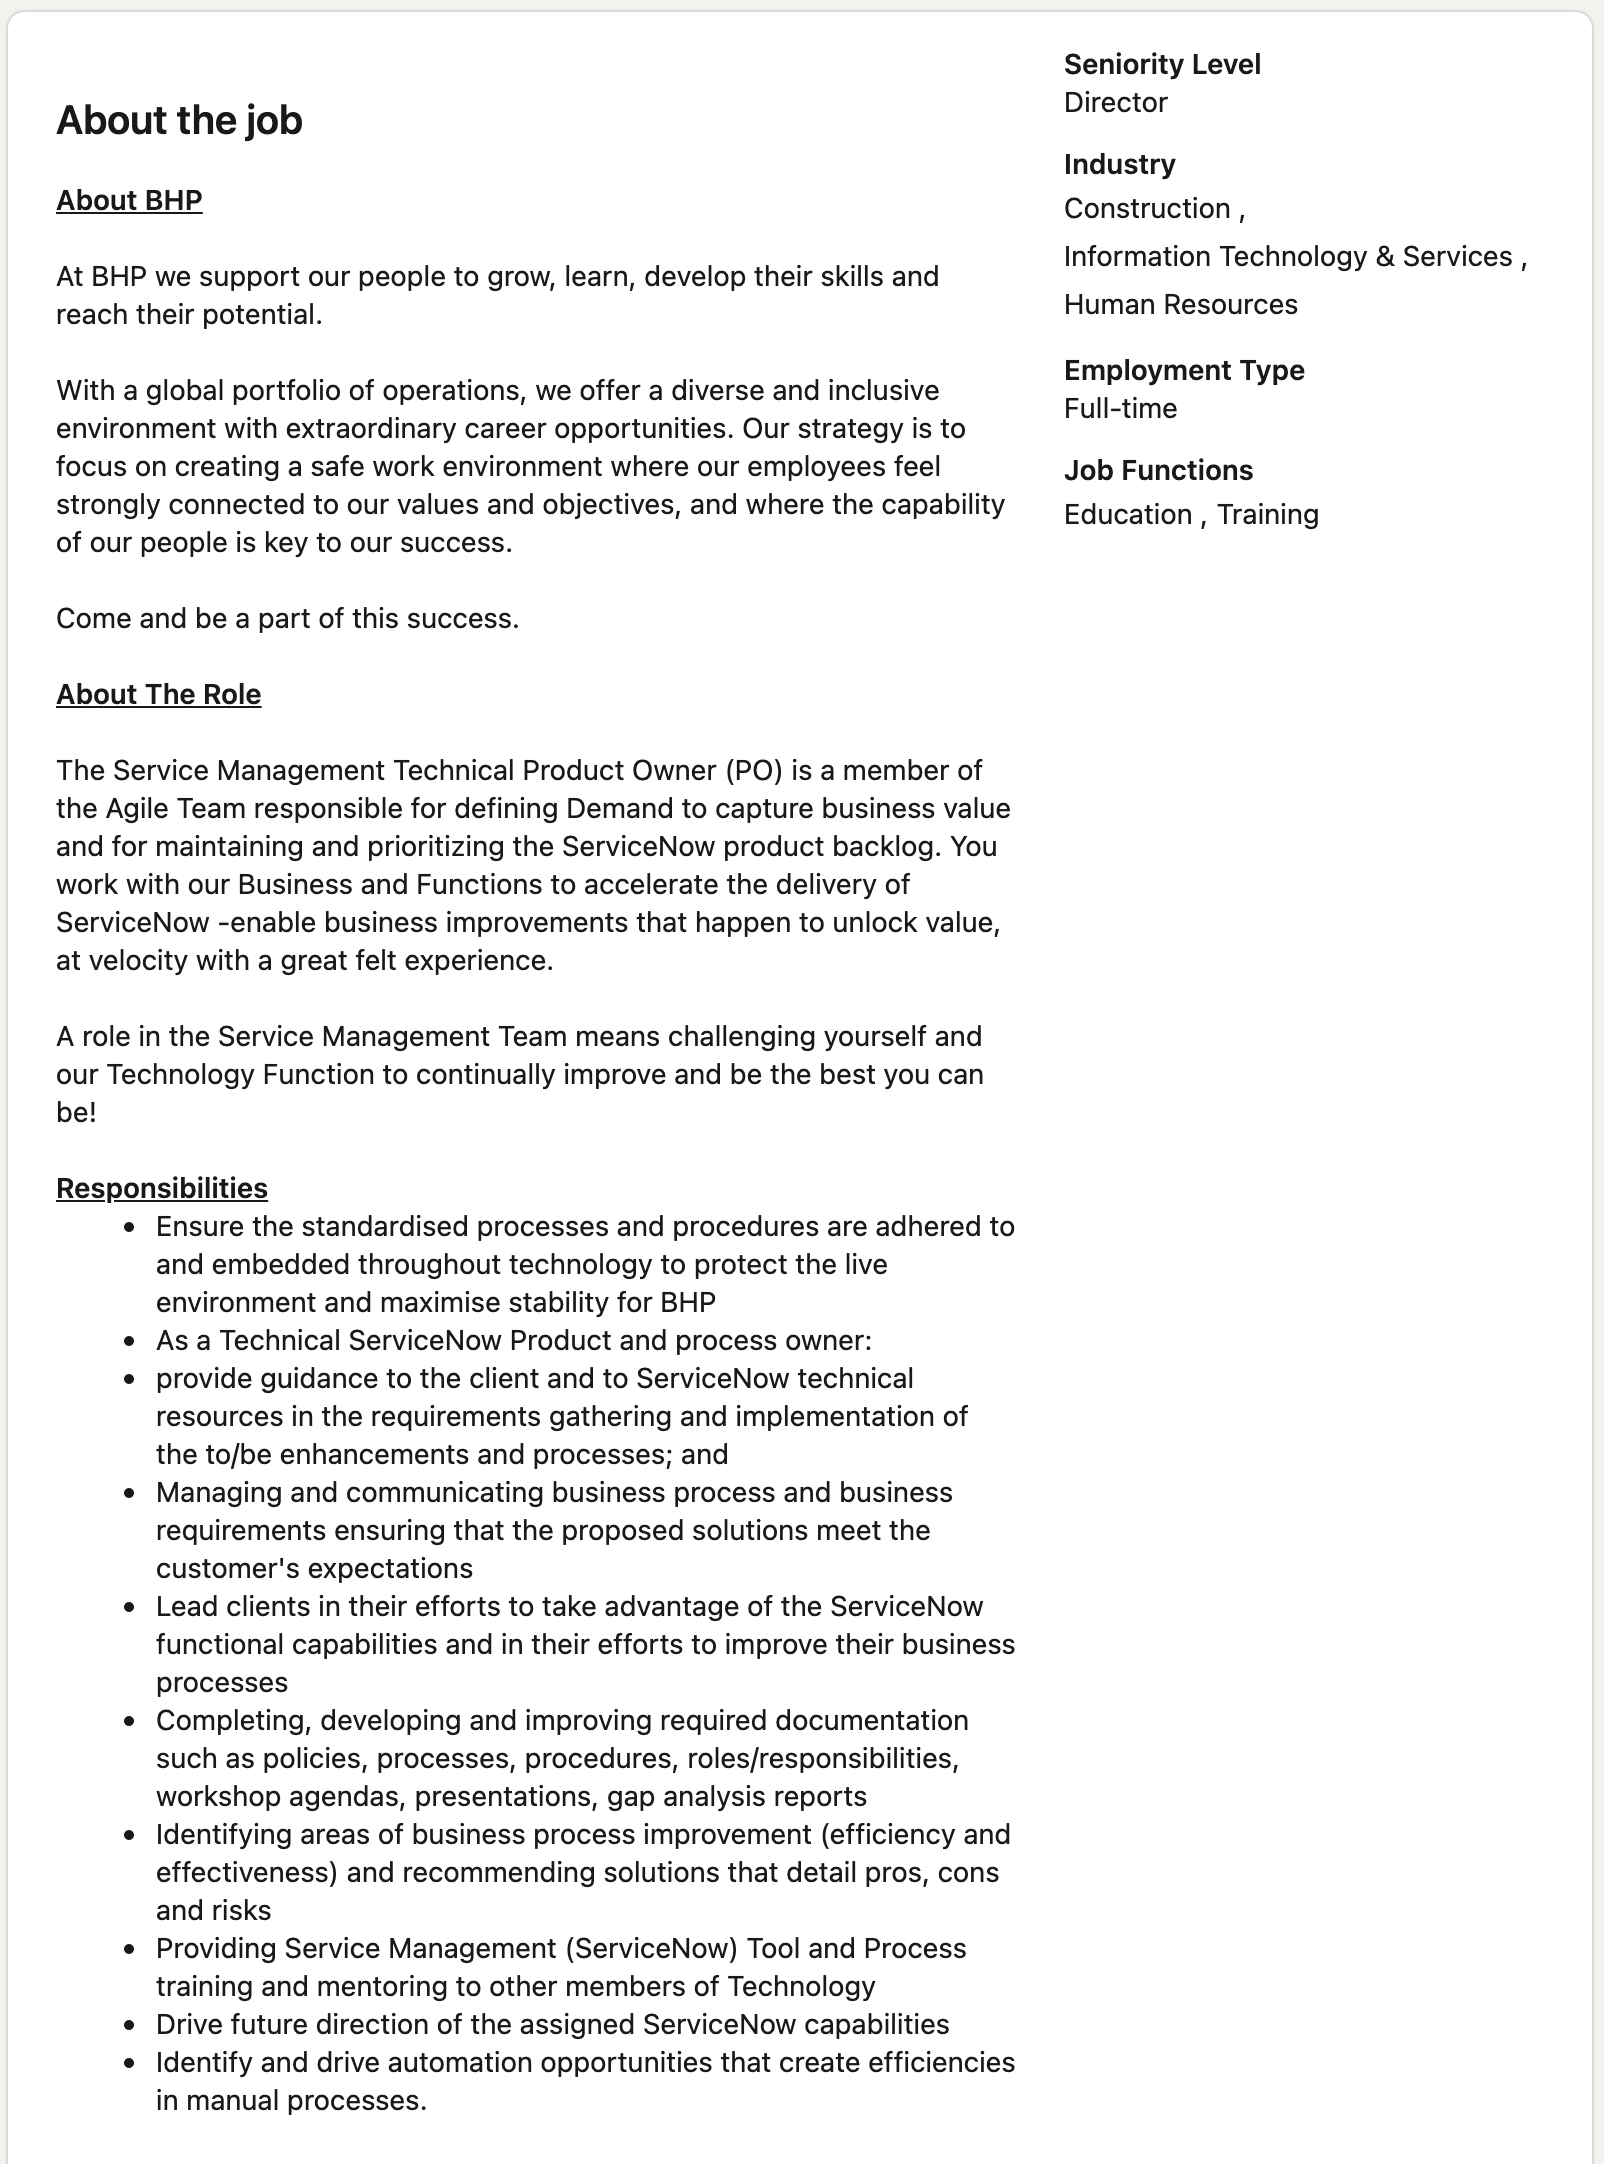 About the job
About BHP
At BHP we support our people to grow, learn, develop their skills and
reach their potential.
With a global portfolio of operations, we offer a diverse and inclusive
environment with extraordinary career opportunities. Our strategy is to
focus on creating a safe work environment where our employees feel
strongly connected to our values and objectives, and where the capability
of our people is key to our success.
Come and be a part of this success.
About The Role
The Service Management Technical Product Owner (PO) is a member of
the Agile Team responsible for defining Demand to capture business value
and for maintaining and prioritizing the ServiceNow product backlog. You
work with our Business and Functions to accelerate the delivery of
ServiceNow -enable business improvements that happen to unlock value,
at velocity with a great felt experience.
A role in the Service Management Team means challenging yourself and
our Technology Function to continually improve and be the best you can
be!
Responsibilities
• Ensure the standardised processes and procedures are adhered to
and embedded throughout technology to protect the live
environment and maximise stability for BHP
• As a Technical ServiceNow Product and process owner:
• provide guidance to the client and to ServiceNow technical
resources in the requirements gathering and implementation of
the to/be enhancements and processes; and
• Managing and communicating business process and business
requirements ensuring that the proposed solutions meet the
customer's expectations
• Lead clients in their efforts to take advantage of the ServiceNow
functional capabilities and in their efforts to improve their business
processes
• Completing, developing and improving required documentation
such as policies, processes, procedures, roles/responsibilities,
workshop agendas, presentations, gap analysis reports
• Identifying areas of business process improvement (efficiency and
effectiveness) and recommending solutions that detail pros, cons
and risks
• Providing Service Management (ServiceNow) Tool and Process
training and mentoring to other members of Technology
• Drive future direction of the assigned ServiceNow capabilities
• Identify and drive automation opportunities that create efficiencies
in manual processes.
Seniority Level
Director
Industry
Construction ,
Information Technology & Services ,
Human Resources
Employment Type
Full-time
Job Functions
Education , Training